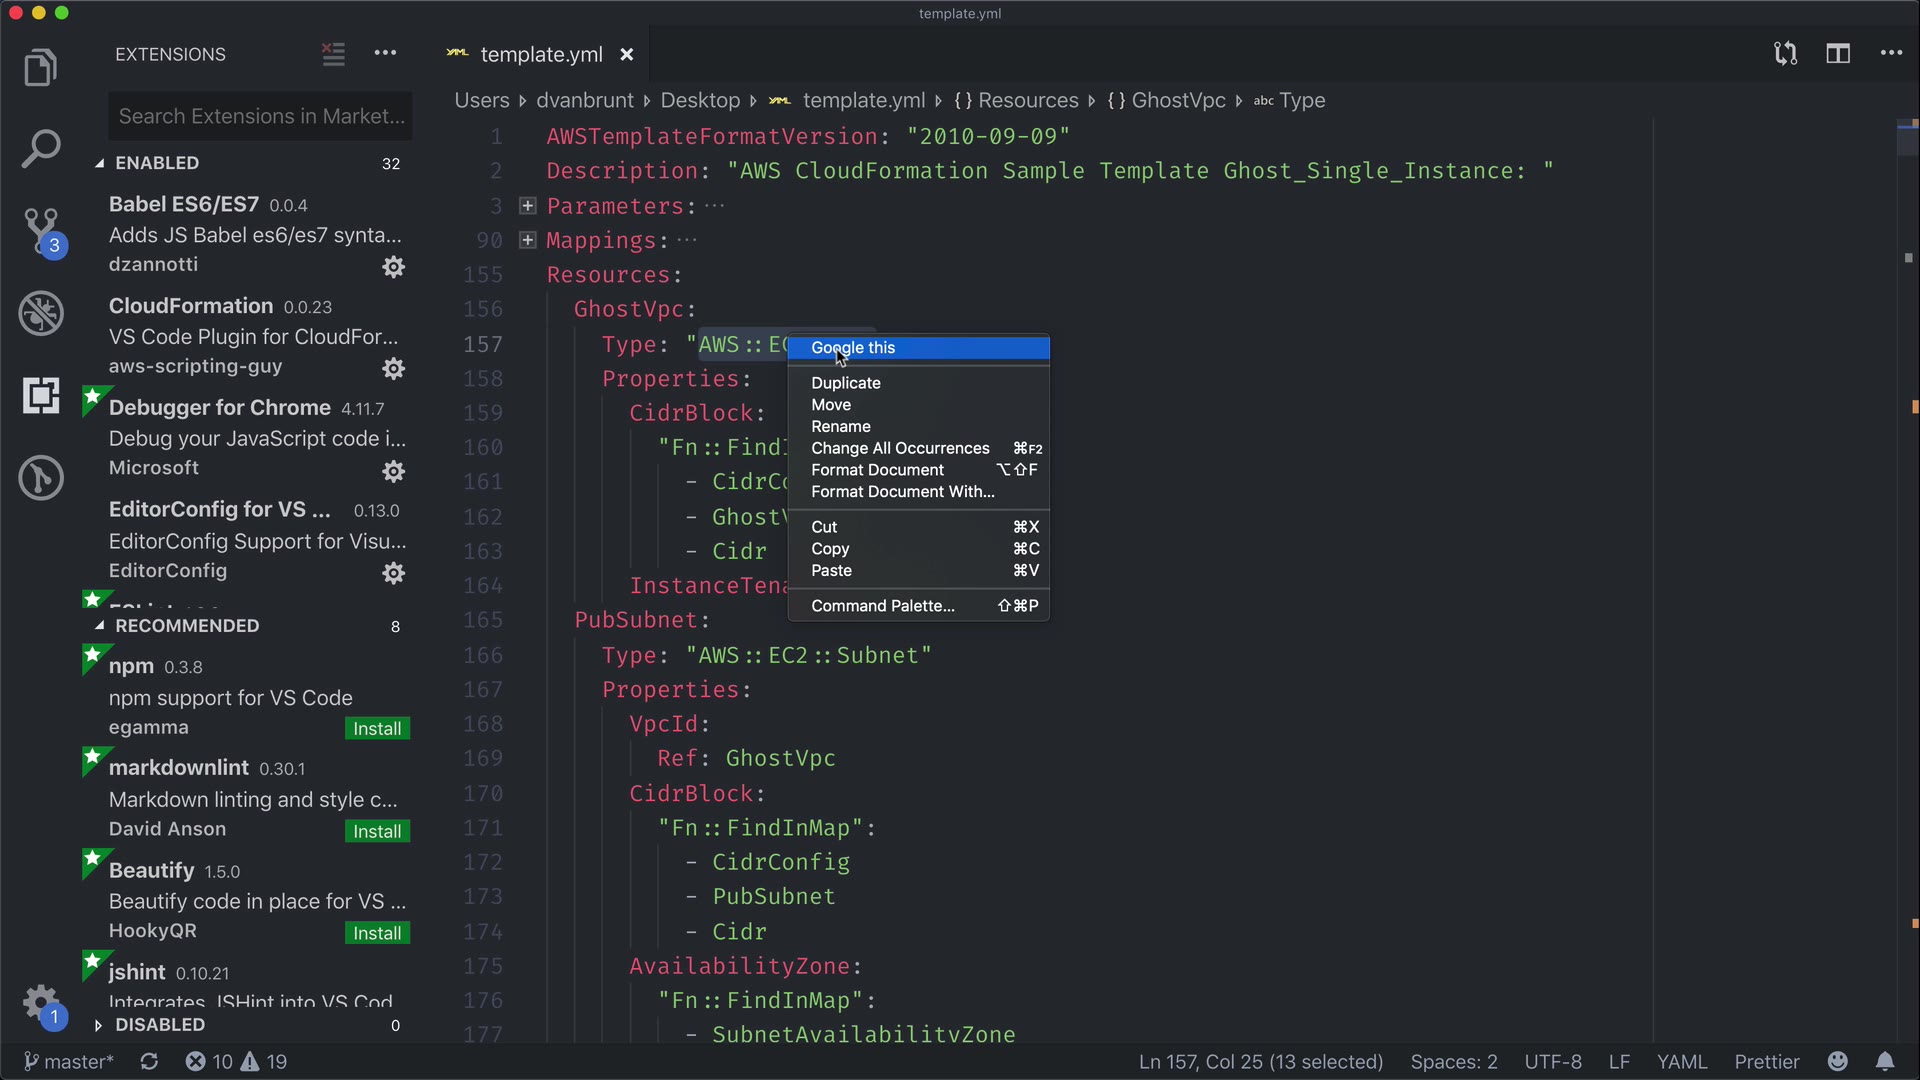 template.yml
EXTENSIONS
Search Extensions in Market...
ENABLED 32
Babel ES6/ES7 0.0.4
Adds JS Babel es6/es7 synta...
dzannotti
CloudFormation 0.0.23
VS Code Plugin for CloudFor...
aws-scripting-guy
Debugger for Chrome 4.11.7
Debug your JavaScript code i...
Microsoft
EditorConfig for VS ... 0.13.0
EditorConfig Support for Visu...
EditorConfig
RECOMMENDED 8
npm 0.3.8
npm support for VS Code
egamma Install
markdownlint 0.30.1
Markdown linting and style c...
David Anson Install
Beautify 1.5.0
Beautify code in place for VS ...
HookyQR Install
jshint 0.10.21
Integrates JSHint into VS Cod
DISABLED 0
3
1
YAML template.yml
Users dvanbrunt Desktop YAML template.yml {} Resources {} GhostVpc abc Type
1 AWSTemplateFormatVersion: "2010-09-09"
2 Description: "AWS CloudFormation Sample Template Ghost_Single_Instance: "
3 Parameters: ...
90 Mappings: ...
155 Resources:
156 GhostVpc:
157 Type: "AWS::EC
158 Properties:
159 CidrBlock:
160 "Fn::Find
161 - CidrC
162 - Ghost
163 - Cidr
164 InstanceTen
165 PubSubnet:
166 Type: "AWS::EC2::Subnet"
167 Properties:
168 VpcId:
169 Ref: GhostVpc
170 CidrBlock:
171 "Fn::FindInMap":
172 - CidrConfig
173 - PubSubnet
174 - Cidr
175 AvailabilityZone:
176 "Fn::FindInMap":
177 - SubnetAvailabilityZone
Google this
Duplicate
Move
Rename
Change All Occurrences ⌘F2
Format Document ⌥⇧F
Format Document With...
Cut ⌘X
Copy ⌘C
Paste ⌘V
Command Palette... ⇧⌘P
master* 10 19 Ln 157, Col 25 (13 selected) Spaces: 2 UTF-8 LF YAML Prettier